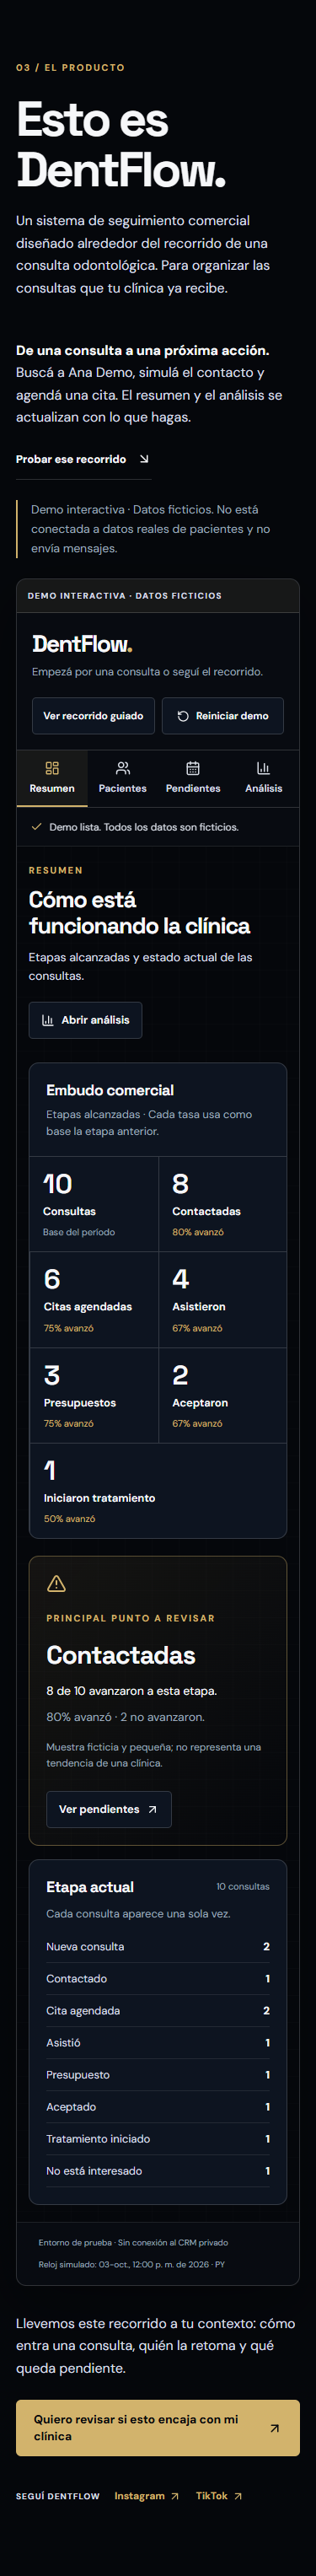 03 / EL PRODUCTO
Esto es
DentFlow.
Un sistema de seguimiento comercial
diseñado alrededor del recorrido de una
consulta odontológica. Para organizar las
consultas que tu clínica ya recibe.
De una consulta a una próxima acción.
Buscá a Ana Demo, simulá el contacto y
agendá una cita. El resumen y el análisis se
actualizan con lo que hagas.
Probar ese recorrido
Demo interactiva · Datos ficticios. No está
conectada a datos reales de pacientes y no
envía mensajes.
DEMO INTERACTIVA · DATOS FICTICIOS
DentFlow.
Empezá por una consulta o seguí el recorrido.
Ver recorrido guiado
Reiniciar demo
Resumen
Pacientes
Pendientes
Análisis
Demo lista. Todos los datos son ficticios.
RESUMEN
Cómo está
funcionando la clínica
Etapas alcanzadas y estado actual de las
consultas.
Abrir análisis
Embudo comercial
Etapas alcanzadas · Cada tasa usa como
base la etapa anterior.
10
Consultas
Base del período
8
Contactadas
80% avanzó
6
Citas agendadas
75% avanzó
4
Asistieron
67% avanzó
3
Presupuestos
75% avanzó
2
Aceptaron
67% avanzó
1
Iniciaron tratamiento
50% avanzó
PRINCIPAL PUNTO A REVISAR
Contactadas
8 de 10 avanzaron a esta etapa.
80% avanzó · 2 no avanzaron.
Muestra ficticia y pequeña; no representa una
tendencia de una clínica.
Ver pendientes
Etapa actual
10 consultas
Cada consulta aparece una sola vez.
Nueva consulta 2
Contactado 1
Cita agendada 2
Asistió 1
Presupuesto 1
Aceptado 1
Tratamiento iniciado 1
No está interesado 1
Entorno de prueba · Sin conexión al CRM privado
Reloj simulado: 03-oct., 12:00 p. m. de 2026 · PY
Llevemos este recorrido a tu contexto: cómo
entra una consulta, quién la retoma y qué
queda pendiente.
Quiero revisar si esto encaja con mi
clínica
SEGUÍ DENTFLOW
Instagram
TikTok